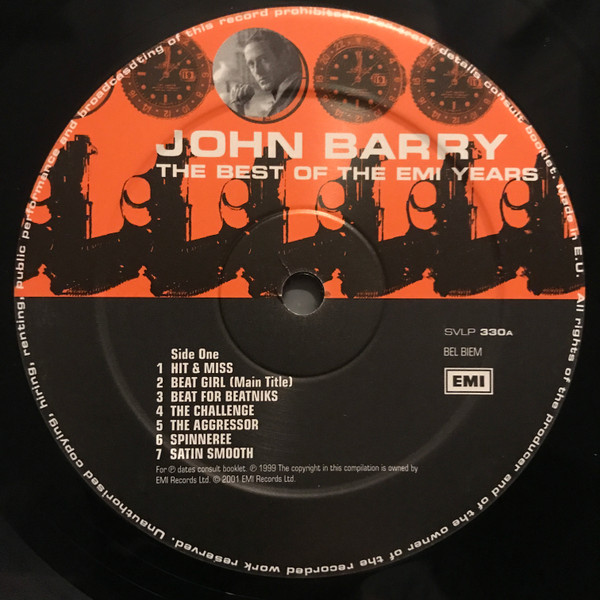 JOHN BARRY
THE BEST OF THE EMI YEARS
SVLP 330A
BEL BIEM
EMI
Side One
1 HIT & MISS
2 BEAT GIRL (Main Title)
3 BEAT FOR BEATNIKS
4 THE CHALLENGE
5 THE AGGRESSOR
6 SPINNEREE
7 SATIN SMOOTH
For ℗ dates consult booklet. ℗ 1999 The copyright in this compilation is owned by
EMI Records Ltd. © 2001 EMI Records Ltd.
All rights of the producer and of the owner of the recorded work reserved. Unauthorised copying, hiring, renting, public performance and broadcasting of this record prohibited. For track details consult booklet. Made in E.U.